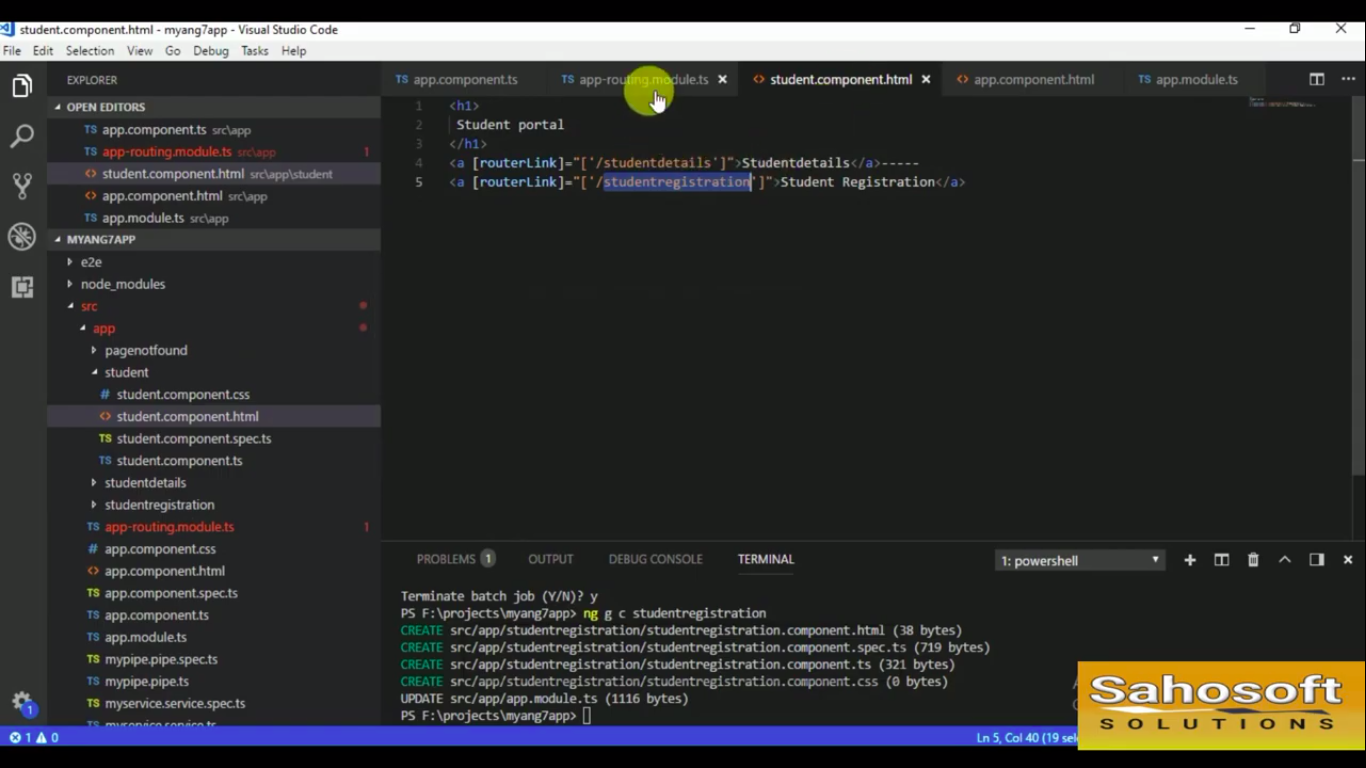 student.component.html - myang7app - Visual Studio Code
File Edit Selection View Go Debug Tasks Help
EXPLORER
OPEN EDITORS
TS app.component.ts src\app
TS app-routing.module.ts src\app 1
<> student.component.html src\app\student
<> app.component.html src\app
TS app.module.ts src\app
MYANG7APP
e2e
node_modules
src
app
pagenotfound
student
# student.component.css
<> student.component.html
TS student.component.spec.ts
TS student.component.ts
studentdetails
studentregistration
TS app-routing.module.ts 1
# app.component.css
<> app.component.html
TS app.component.spec.ts
TS app.component.ts
TS app.module.ts
TS mypipe.pipe.spec.ts
TS mypipe.pipe.ts
TS myservice.service.spec.ts
TS myservice.service.ts
1
TS app.component.ts TS app-routing.module.ts × <> student.component.html × <> app.component.html TS app.module.ts
1 <h1>
2 Student portal
3 </h1>
4 <a [routerLink]="['/studentdetails']">Studentdetails</a>-----
5 <a [routerLink]="['/studentregistration']">Student Registration</a>
PROBLEMS 1 OUTPUT DEBUG CONSOLE TERMINAL 1: powershell
Terminate batch job (Y/N)? y
PS F:\projects\myang7app> ng g c studentregistration
CREATE src/app/studentregistration/studentregistration.component.html (38 bytes)
CREATE src/app/studentregistration/studentregistration.component.spec.ts (719 bytes)
CREATE src/app/studentregistration/studentregistration.component.ts (321 bytes)
CREATE src/app/studentregistration/studentregistration.component.css (0 bytes)
UPDATE src/app/app.module.ts (1116 bytes)
PS F:\projects\myang7app>
1 0 Ln 5, Col 40 (19
Sahosoft
SOLUTIONS